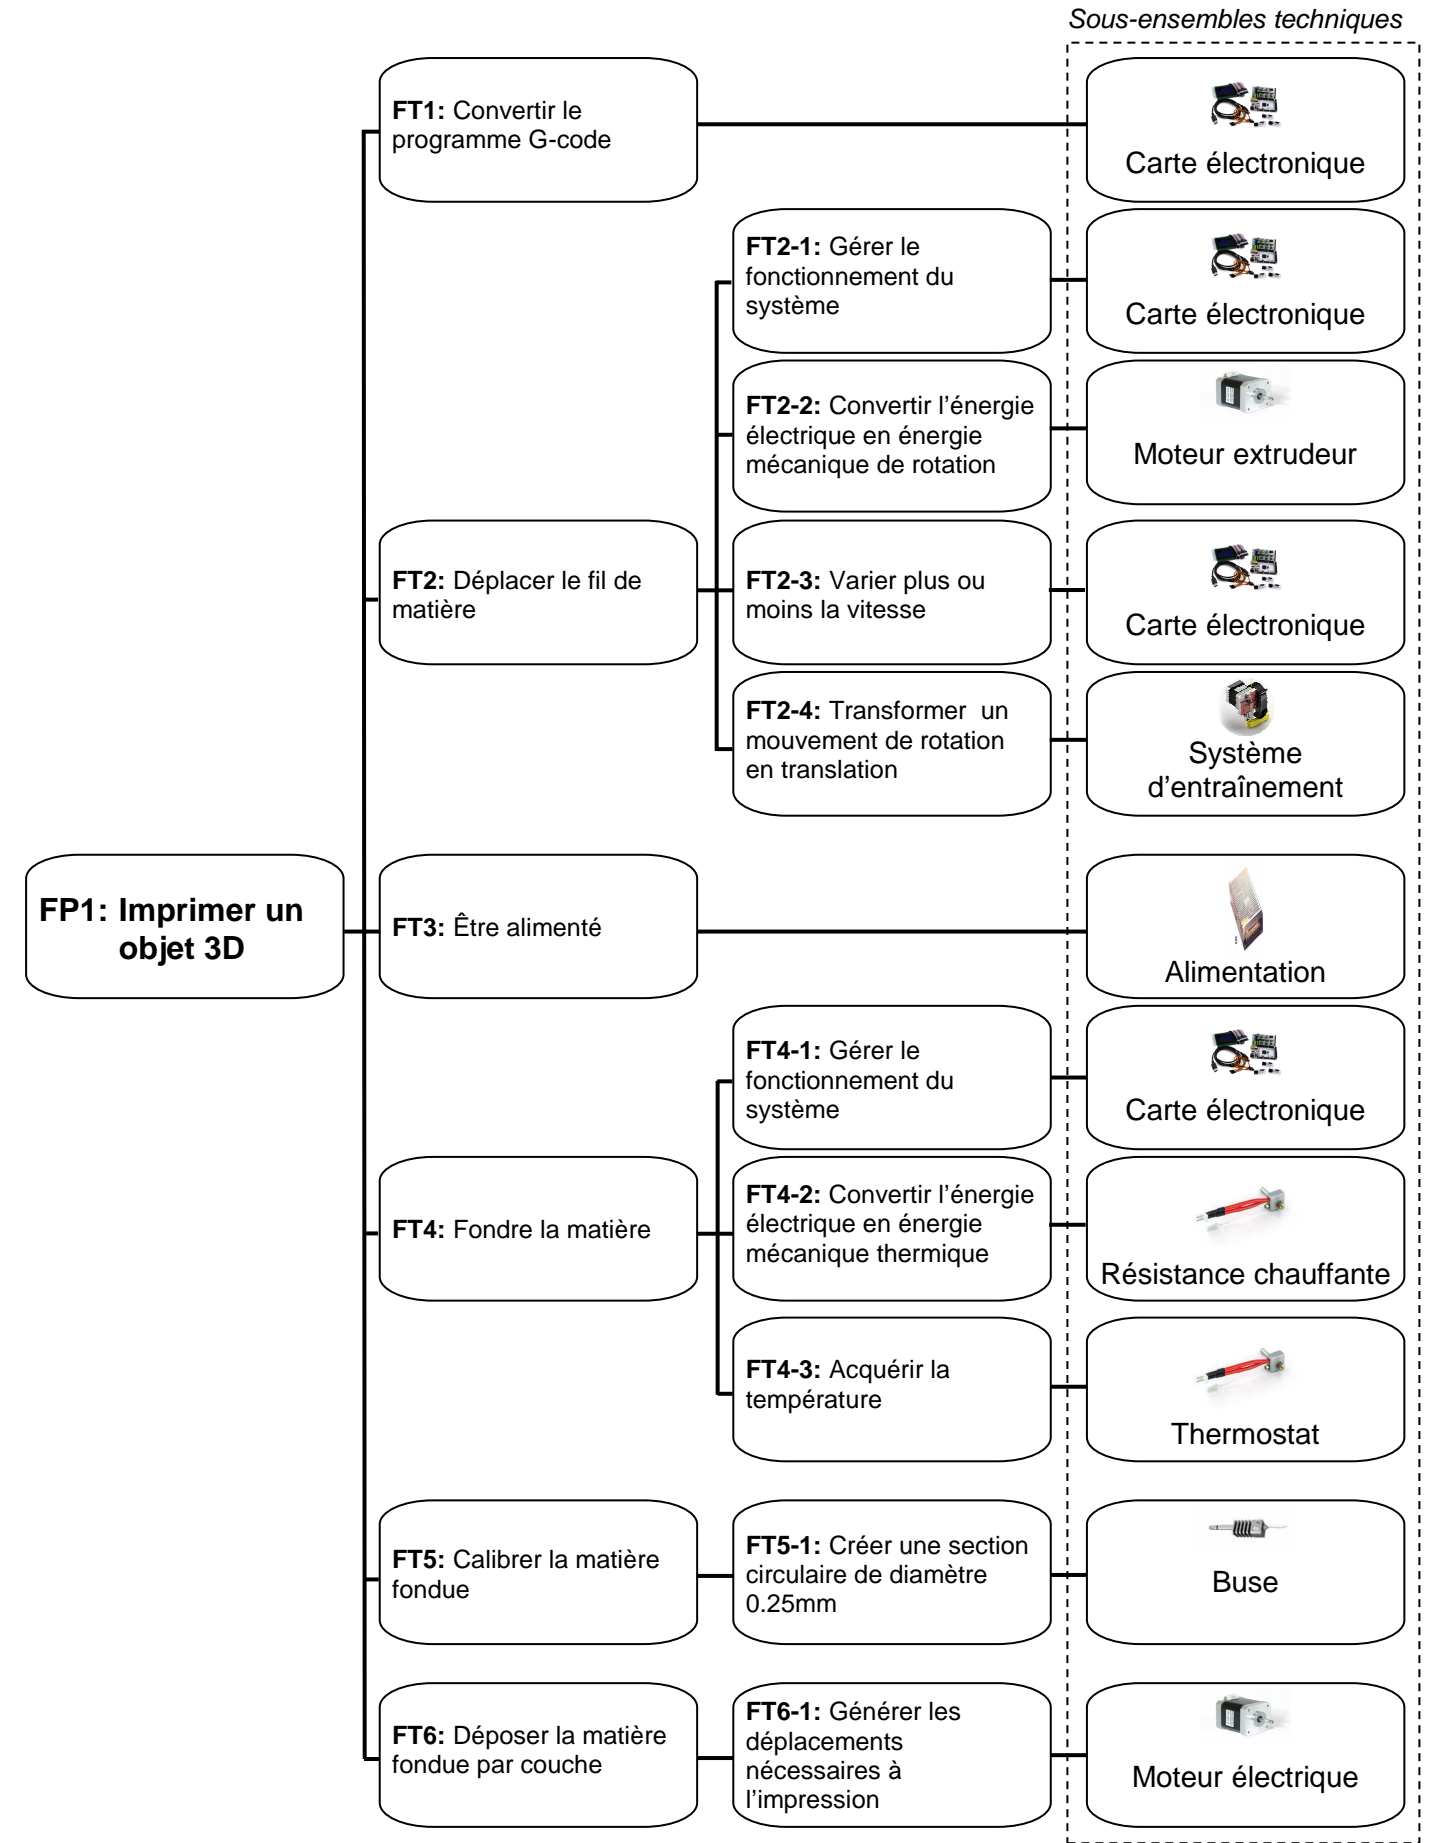 Sous-ensembles techniques
FT1: Convertir le
programme G-code
Carte électronique
FT2-1: Gérer le
fonctionnement du
système
Carte électronique
FT2-2: Convertir l’énergie
électrique en énergie
mécanique de rotation
Moteur extrudeur
FT2: Déplacer le fil de
matière
FT2-3: Varier plus ou
moins la vitesse
Carte électronique
FT2-4: Transformer un
mouvement de rotation
en translation
Système
d’entraînement
FP1: Imprimer un
objet 3D
FT3: Être alimenté
Alimentation
FT4-1: Gérer le
fonctionnement du
système
Carte électronique
FT4: Fondre la matière
FT4-2: Convertir l’énergie
électrique en énergie
mécanique thermique
Résistance chauffante
FT4-3: Acquérir la
température
Thermostat
FT5: Calibrer la matière
fondue
FT5-1: Créer une section
circulaire de diamètre
0.25mm
Buse
FT6: Déposer la matière
fondue par couche
FT6-1: Générer les
déplacements
nécessaires à
l’impression
Moteur électrique